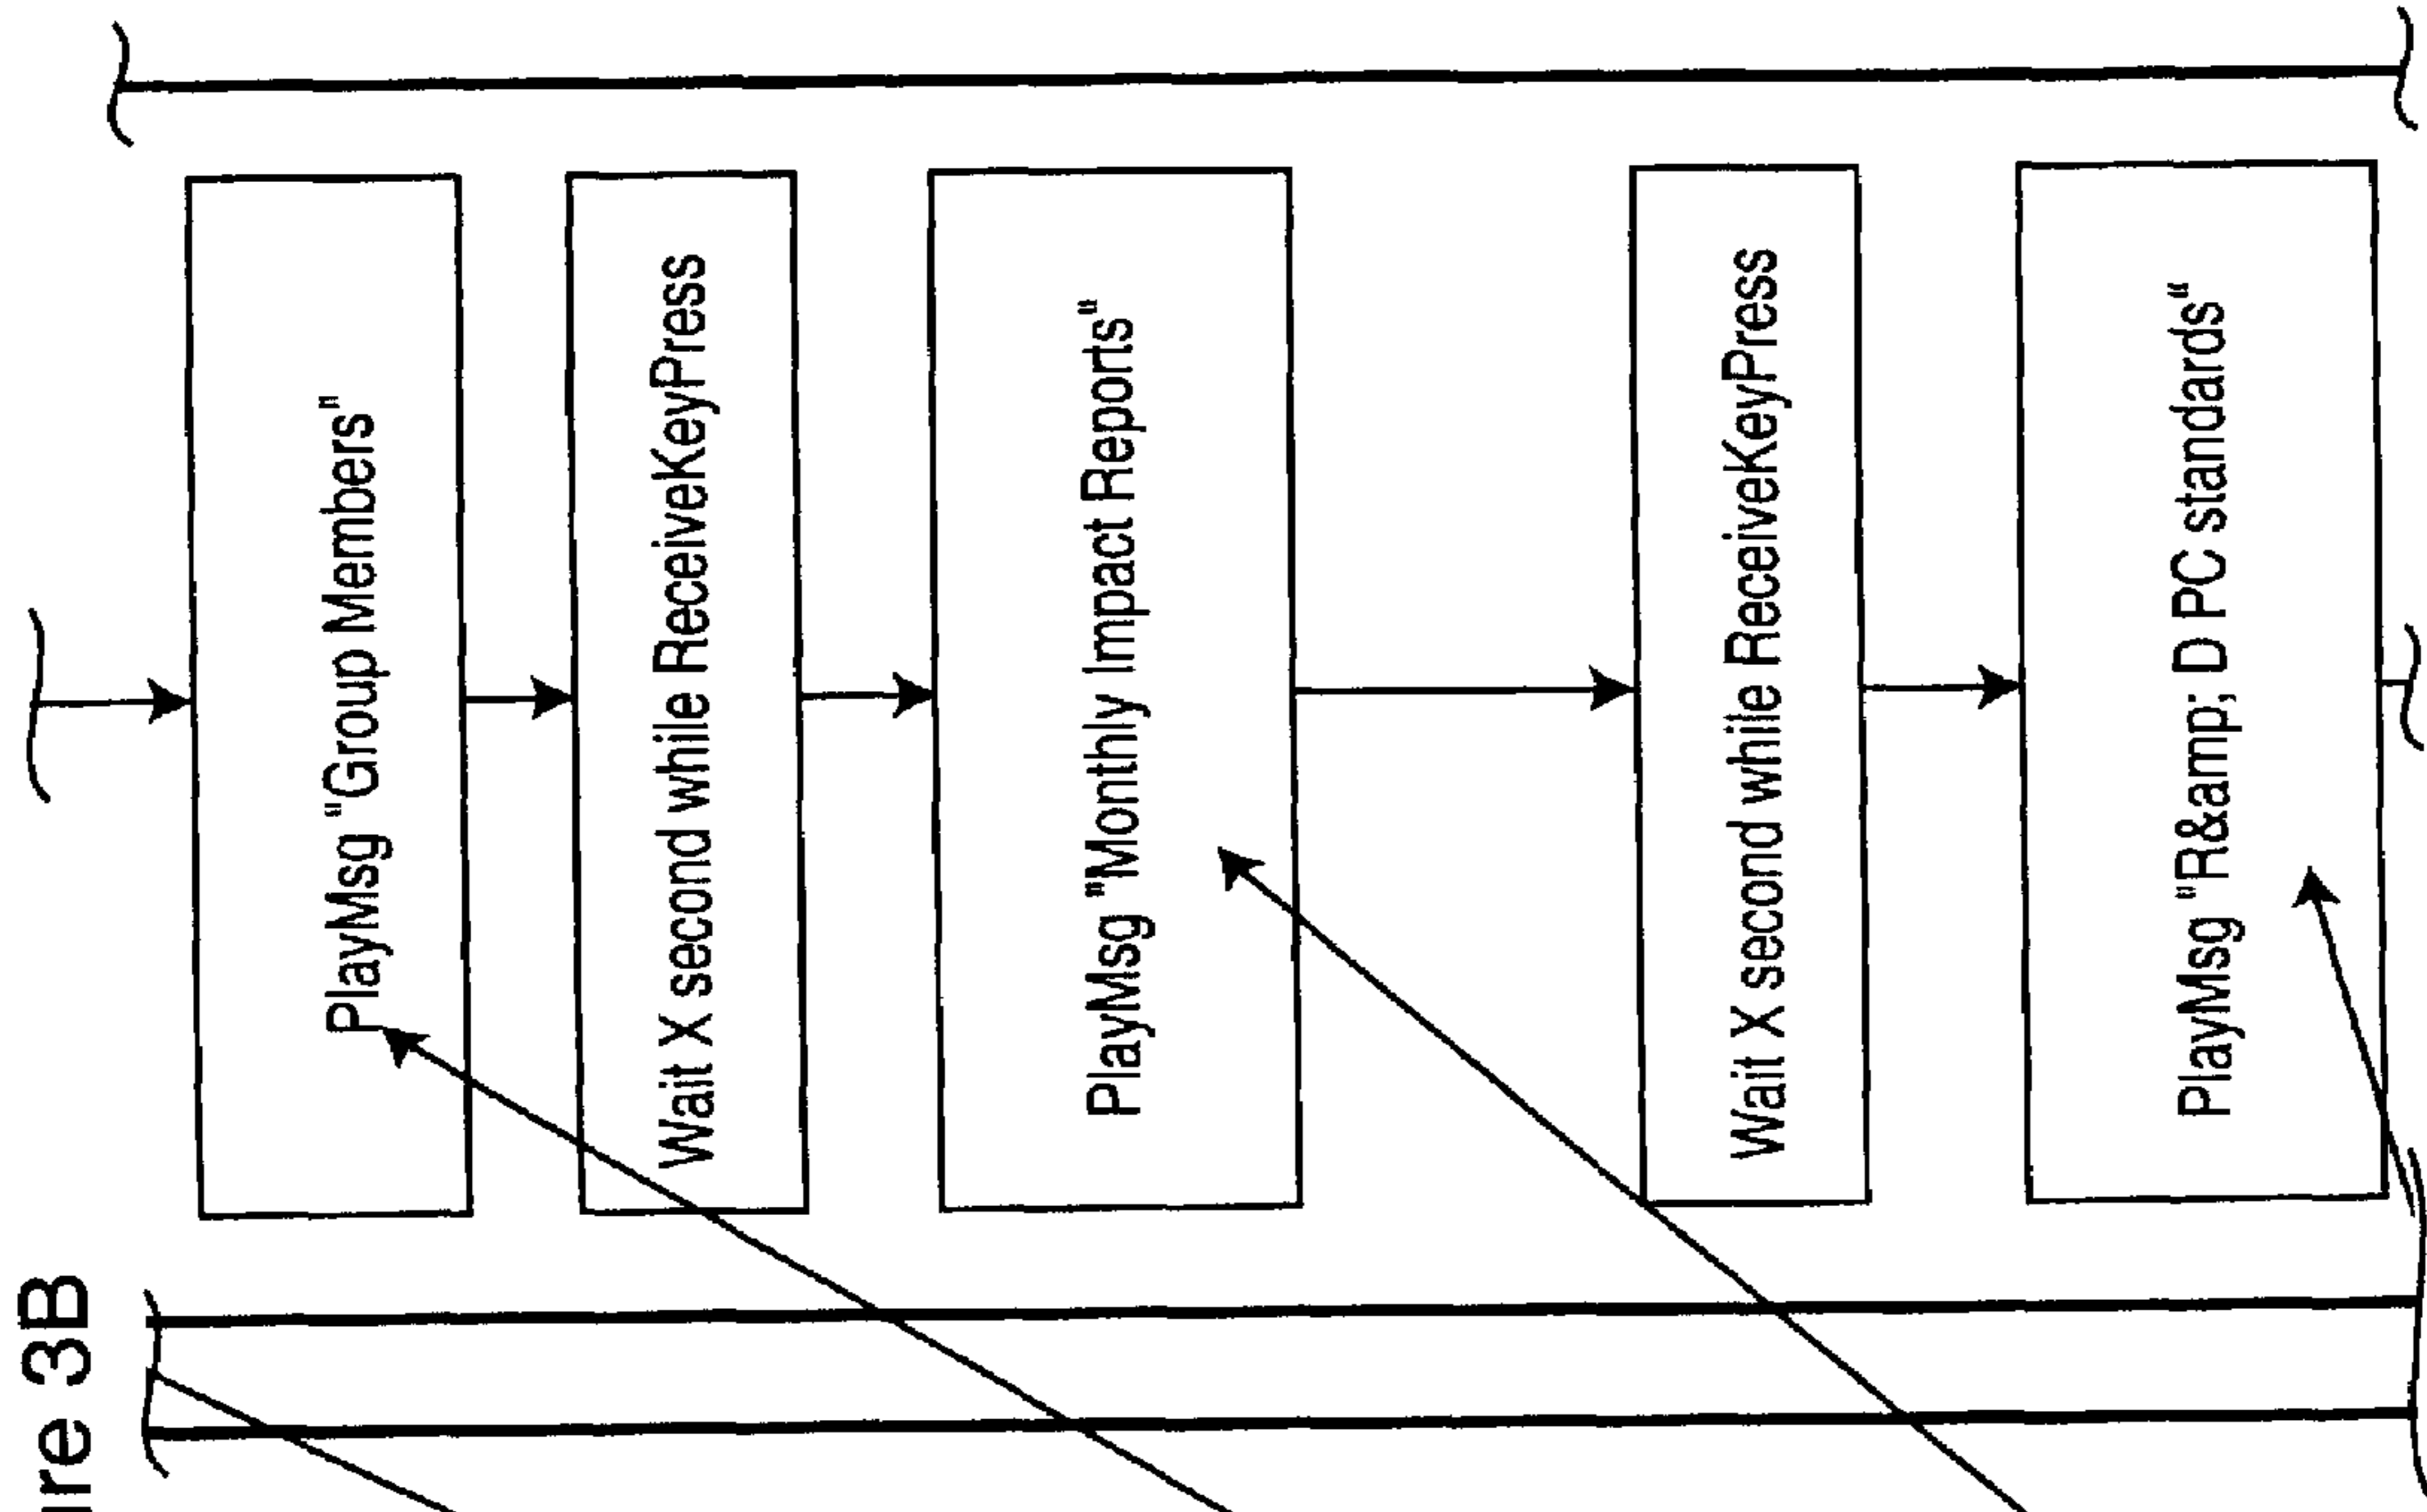 ure 3B
PlayMsg "Group Members"
Wait X second while ReceiveKeyPress
PlayMsg "Monthly Impact Reports"
Wait X second while ReceiveKeyPress
PlayMsg "R&amp; D PC standards"